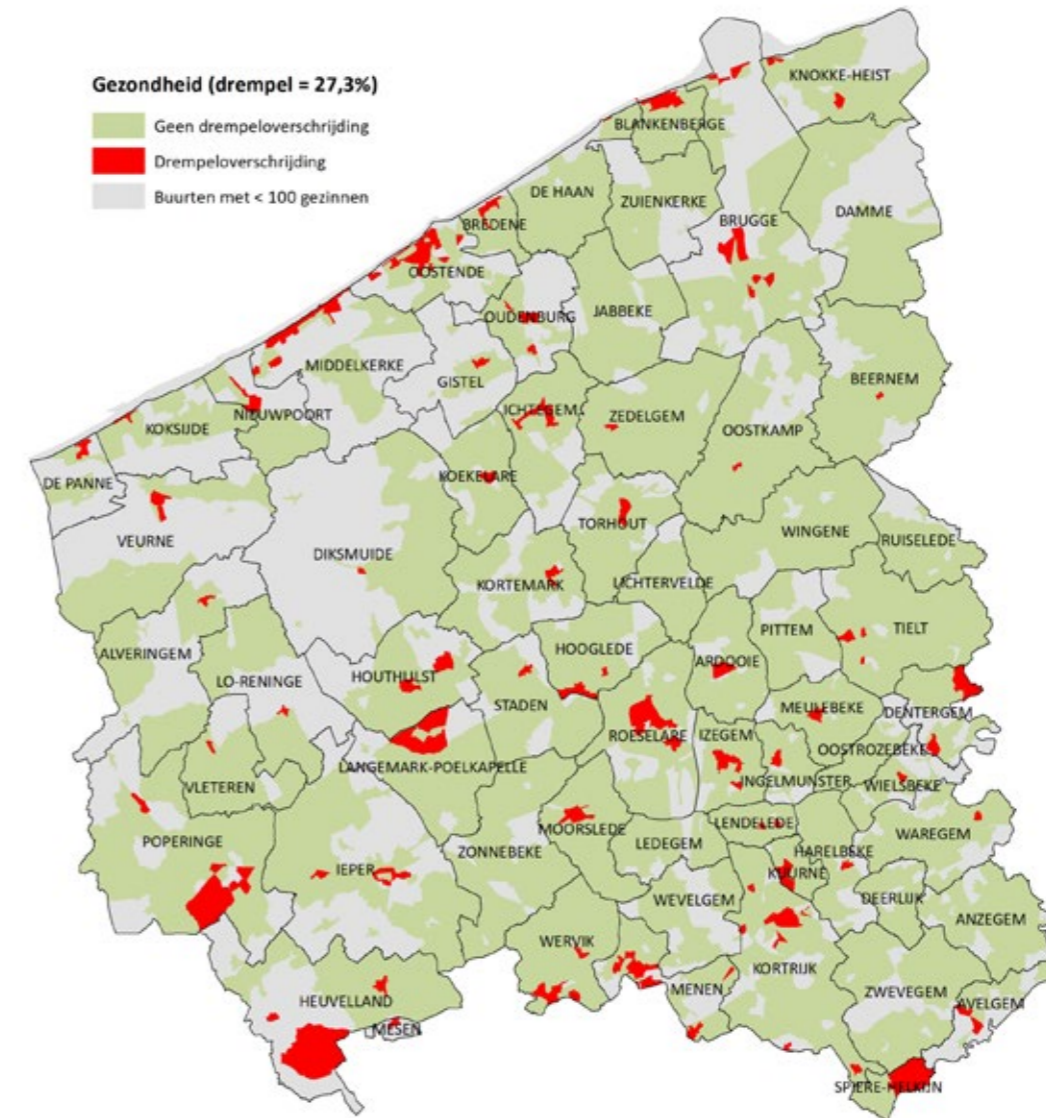 Gezondheid (drempel = 27,3%)
Geen drempeloverschrijding
Drempeloverschrijding
Buurten met < 100 gezinnen
KNOKKE-HEIST
BLANKENBERGE
DE HAAN
ZUIENKERKE
DAMME
BRUGGE
BREDENE
OOSTENDE
OUDENBURG
JABBEKE
MIDDELKERKE
GISTEL
BEERNEM
ICHTEGEM
ZEDELGEM
NIEUWPOORT
KOKSIJDE
OOSTKAMP
KOEKELARE
DE PANNE
TORHOUT
WINGENE
VEURNE
RUISELEDE
DIKSMUIDE
KORTEMARK
LICHTERVELDE
PITTEM
TIELT
ALVERINGEM
HOOGLEDE
ARDOOIE
LO-RENINGE
HOUTHULST
STADEN
MEULEBEKE
DENTERGEM
ROESELARE
IZEGEM
OOSTROZEBEKE
LANGEMARK-POELKAPELLE
INGELMUNSTER
WIELSBEKE
VLETEREN
LENDELEDE
MOORSLEDE
WAREGEM
POPERINGE
ZONNEBEKE
LEDEGEM
HARELBEKE
IEPER
KUURNE
WEVELGEM
DEERLIJK
ANZEGEM
WERVIK
KORTRIJK
MENEN
ZWEVEGEM
HEUVELLAND
AVELGEM
MESEN
SPIERE-HELKIJN